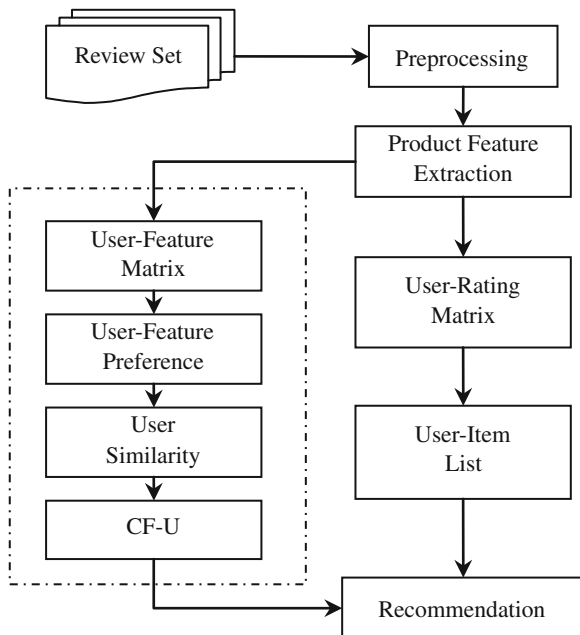 Review Set
Preprocessing
Product Feature
Extraction
User-Feature
Matrix
User-Feature
Preference
User
Similarity
CF-U
User-Rating
Matrix
User-Item
List
Recommendation